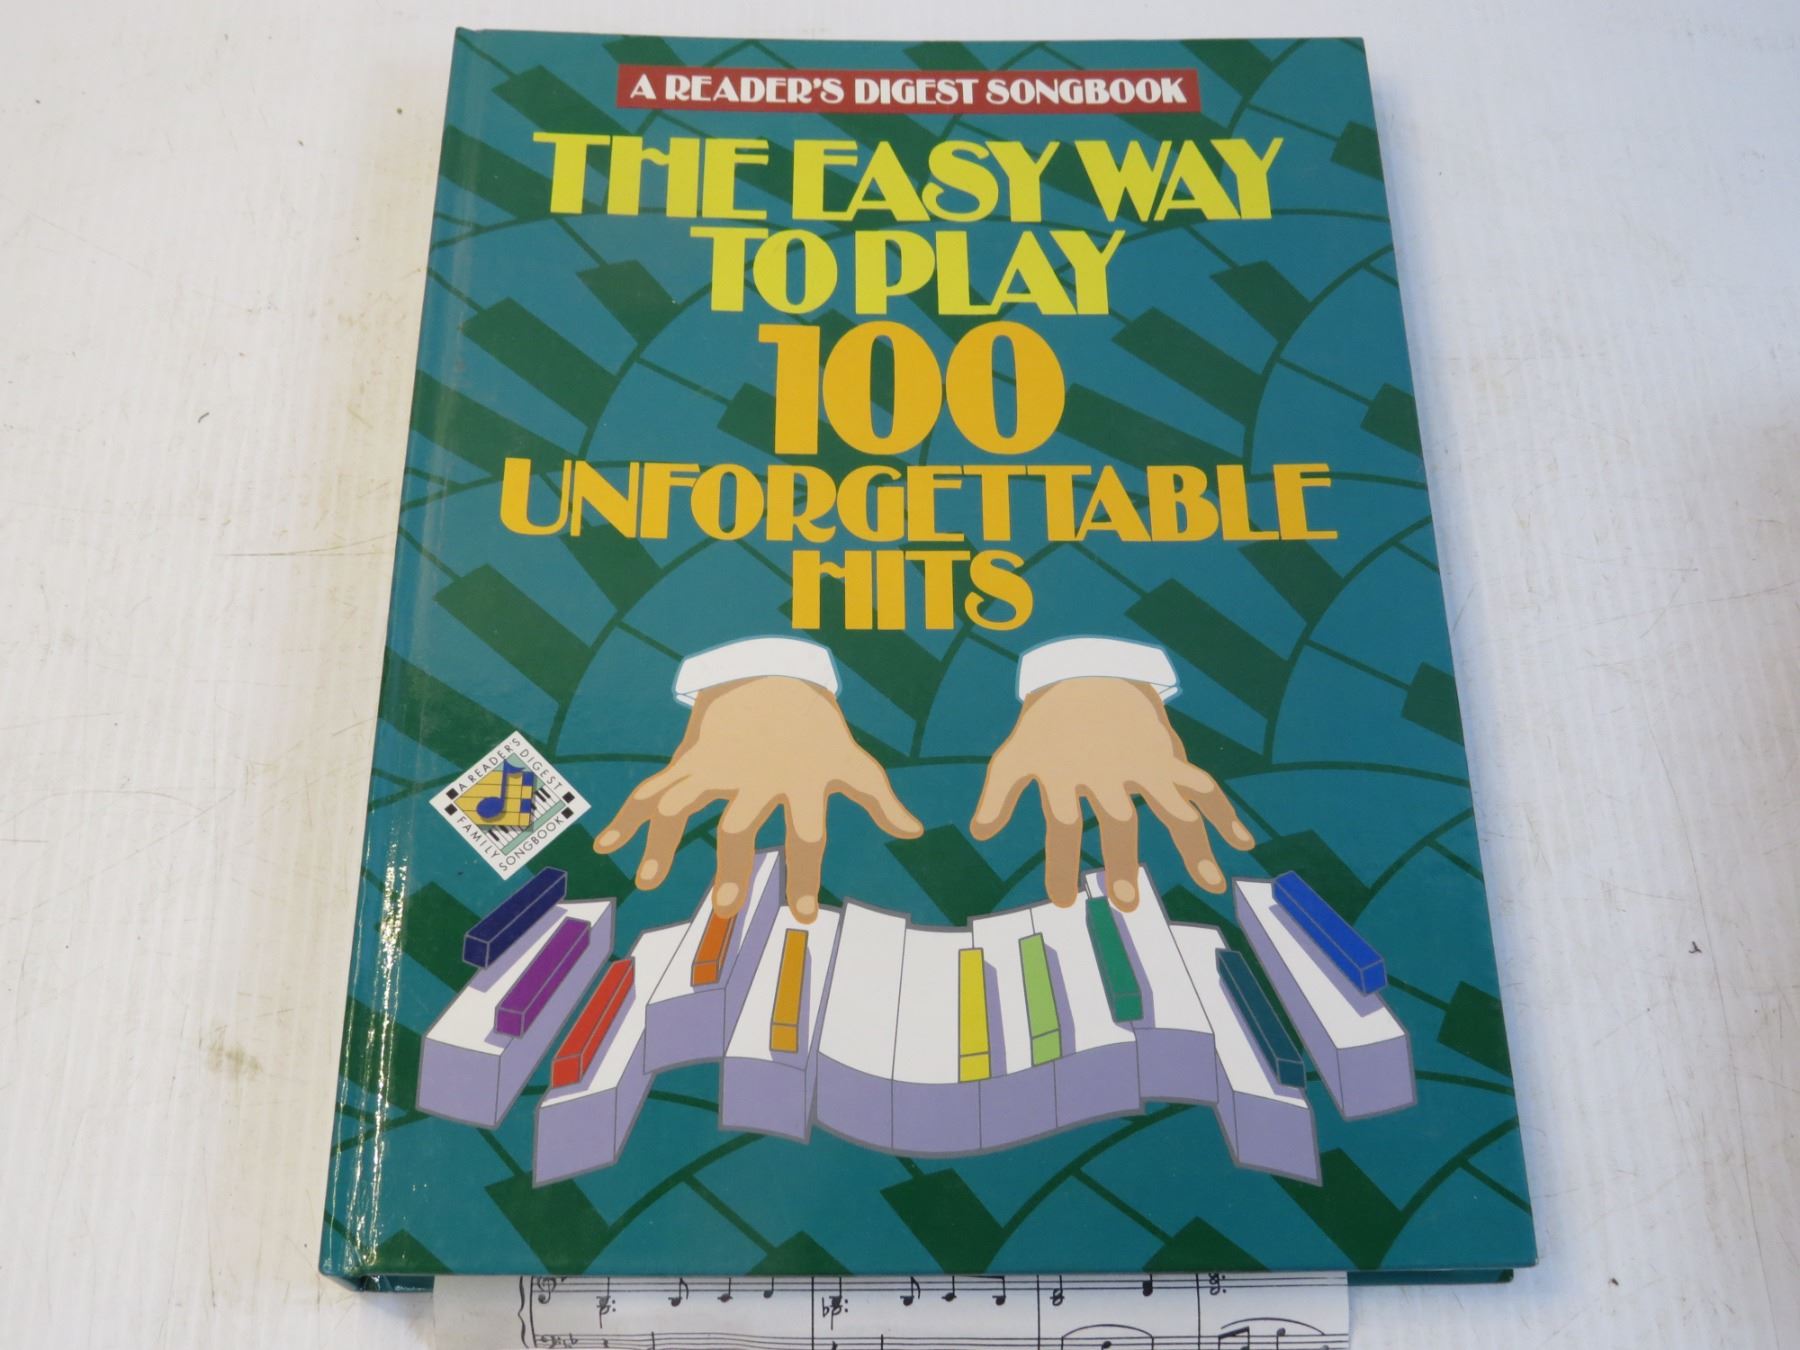 A READER'S DIGEST SONGBOOK
THE EASY WAY
TO PLAY
100
UNFORGETTABLE
HITS
A READER'S DIGEST
FAMILY SONGBOOK